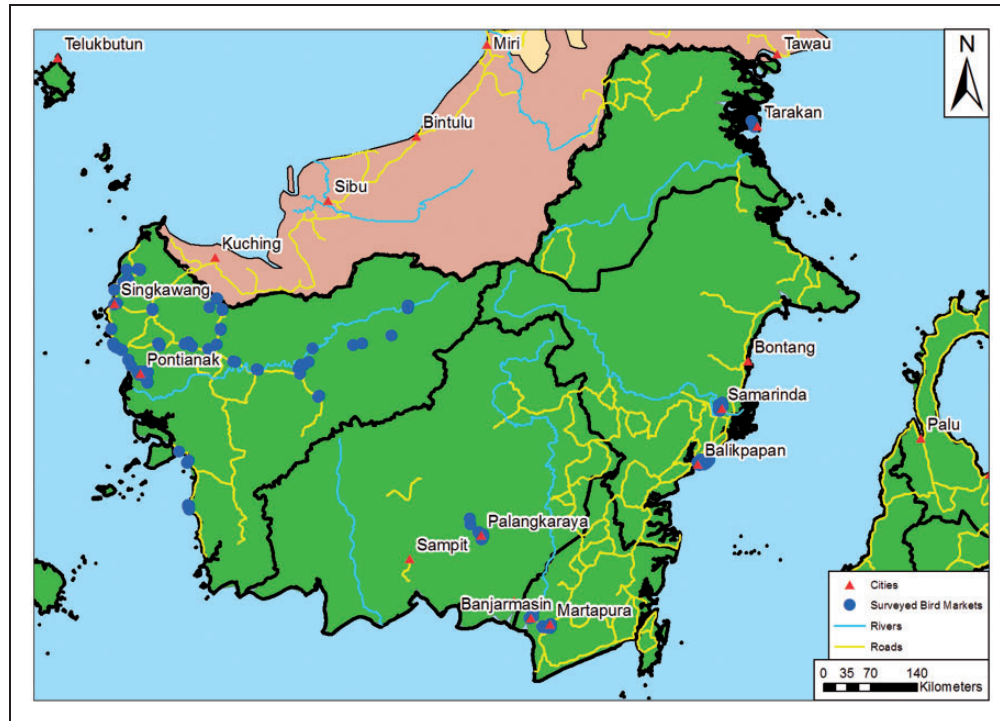 Telukbutun
Miri
Tawau
N
Tarakan
Bintulu
Sibu
Kuching
Singkawang
Pontianak
Bontang
Samarinda
Palu
Balikpapan
Palangkaraya
Sampit
Banjarmasin
Martapura
Cities
Surveyed Bird Markets
Rivers
Roads
0 35 70 140
Kilometers